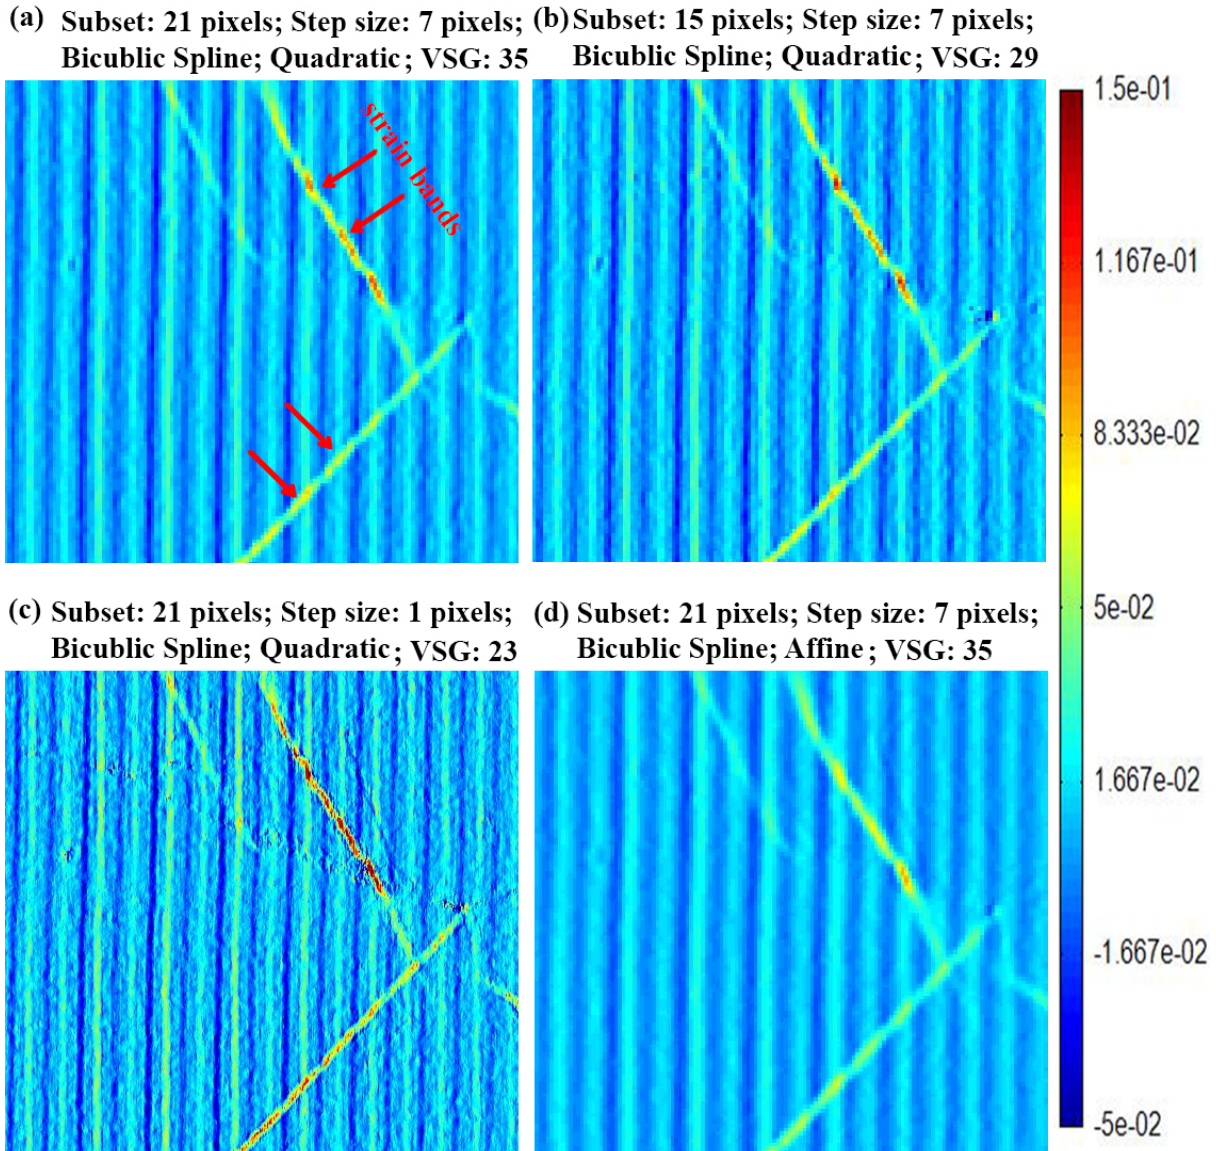 (a) Subset: 21 pixels; Step size: 7 pixels;
Bicublic Spline; Quadratic; VSG: 35
(b) Subset: 15 pixels; Step size: 7 pixels;
Bicublic Spline; Quadratic; VSG: 29
strain bands
1.5e-01
1.167e-01
8.333e-02
5e-02
1.667e-02
-1.667e-02
-5e-02
(c) Subset: 21 pixels; Step size: 1 pixels;
Bicublic Spline; Quadratic; VSG: 23
(d) Subset: 21 pixels; Step size: 7 pixels;
Bicublic Spline; Affine; VSG: 35